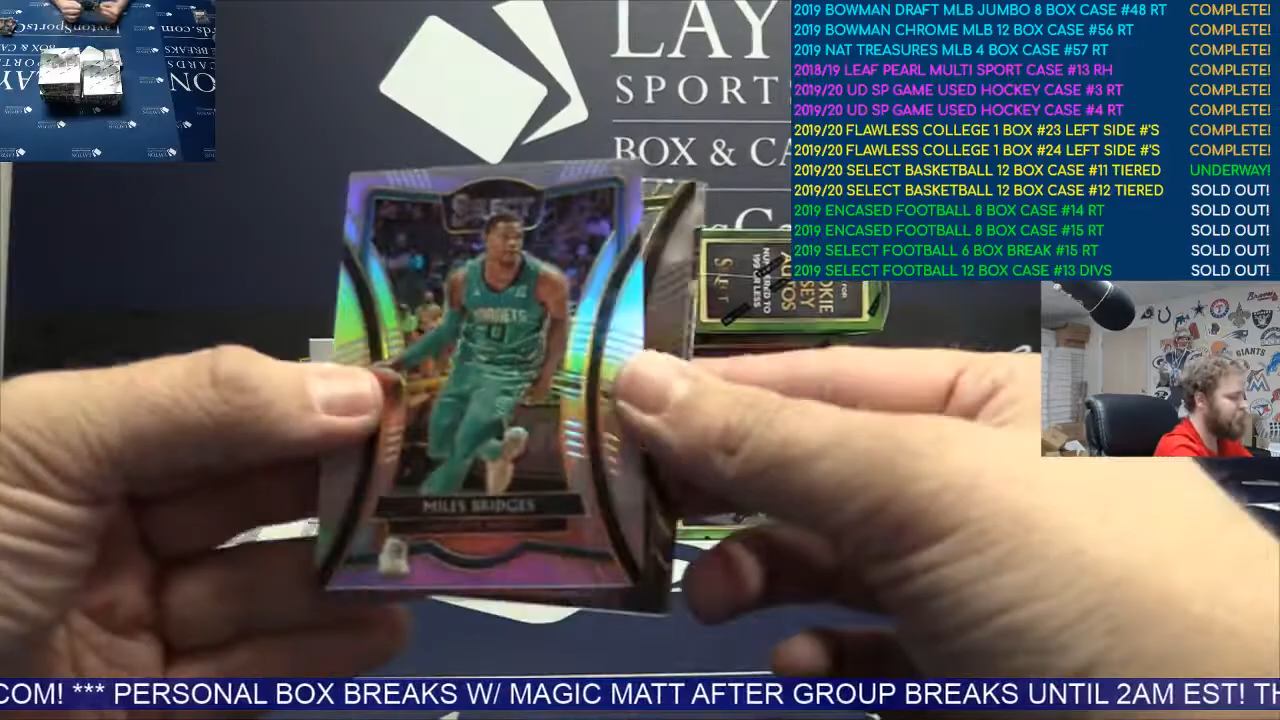 2019 BOWMAN DRAFT MLB JUMBO 8 BOX CASE #48 RT COMPLETE!
2019 BOWMAN CHROME MLB 12 BOX CASE #56 RT COMPLETE!
2019 NAT TREASURES MLB 4 BOX CASE #57 RT COMPLETE!
2018/19 LEAF PEARL MULTI SPORT CASE #13 RH COMPLETE!
2019/20 UD SP GAME USED HOCKEY CASE #3 RT COMPLETE!
2019/20 UD SP GAME USED HOCKEY CASE #4 RT COMPLETE!
2019/20 FLAWLESS COLLEGE 1 BOX #23 LEFT SIDE #'S COMPLETE!
2019/20 FLAWLESS COLLEGE 1 BOX #24 LEFT SIDE #'S COMPLETE!
2019/20 SELECT BASKETBALL 12 BOX CASE #11 TIERED UNDERWAY!
2019/20 SELECT BASKETBALL 12 BOX CASE #12 TIERED SOLD OUT!
2019 ENCASED FOOTBALL 8 BOX CASE #14 RT SOLD OUT!
2019 ENCASED FOOTBALL 8 BOX CASE #15 RT SOLD OUT!
2019 SELECT FOOTBALL 6 BOX BREAK #15 RT SOLD OUT!
2019 SELECT FOOTBALL 12 BOX CASE #13 DIVS SOLD OUT!
LAY
SPORT
BOX & CA
SELECT
HORNETS
0
MILES BRIDGES
GIANTS
COM! *** PERSONAL BOX BREAKS W/ MAGIC MATT AFTER GROUP BREAKS UNTIL 2AM EST! TH